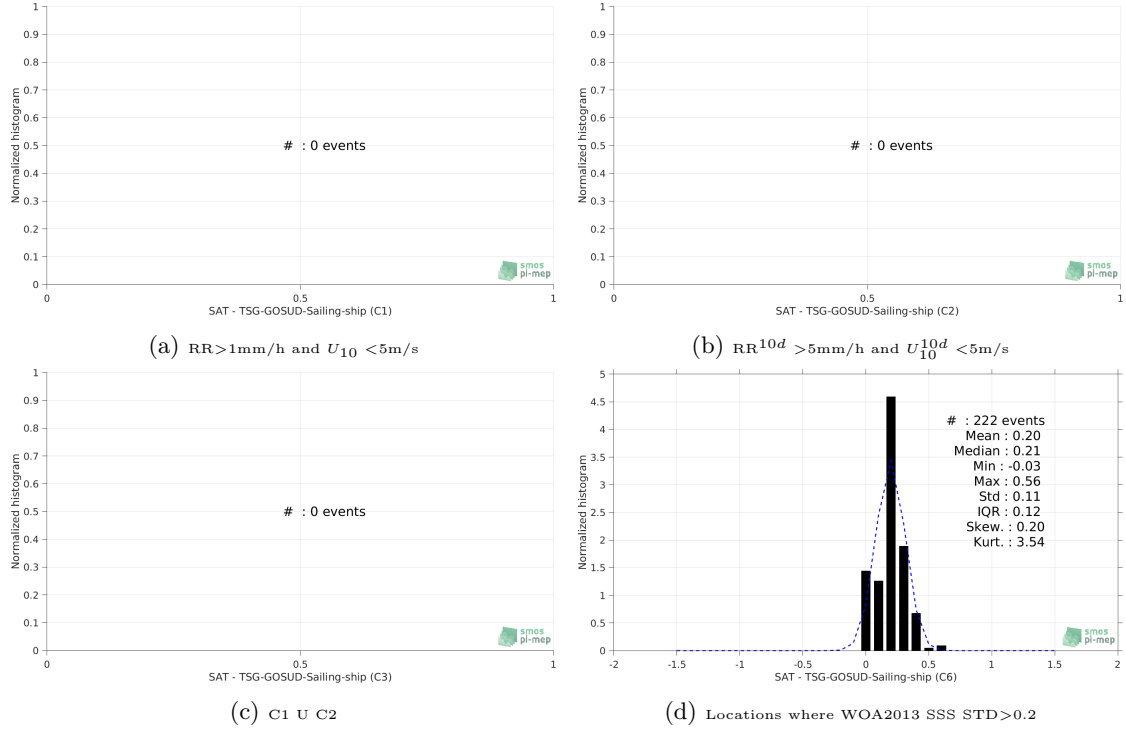 1
0.9
0.8
0.7
0.6
0.5
0.4
0.3
0.2
0.1
0
Normalized histogram
# : 0 events
smos
pi-mep
0 0.5 1
SAT - TSG-GOSUD-Sailing-ship (C1)
(a) RR>1mm/h and U10 <5m/s
1
0.9
0.8
0.7
0.6
0.5
0.4
0.3
0.2
0.1
0
Normalized histogram
# : 0 events
smos
pi-mep
0 0.5 1
SAT - TSG-GOSUD-Sailing-ship (C2)
(b) RR10d >5mm/h and U10d10 <5m/s
1
0.9
0.8
0.7
0.6
0.5
0.4
0.3
0.2
0.1
0
Normalized histogram
# : 0 events
smos
pi-mep
0 0.5 1
SAT - TSG-GOSUD-Sailing-ship (C3)
(c) C1 U C2
5
4.5
4
3.5
3
2.5
2
1.5
1
0.5
0
Normalized histogram
# : 222 events
Mean : 0.20
Median : 0.21
Min : -0.03
Max : 0.56
Std : 0.11
IQR : 0.12
Skew. : 0.20
Kurt. : 3.54
smos
pi-mep
-2 -1.5 -1 -0.5 0 0.5 1 1.5 2
SAT - TSG-GOSUD-Sailing-ship (C6)
(d) Locations where WOA2013 SSS STD>0.2